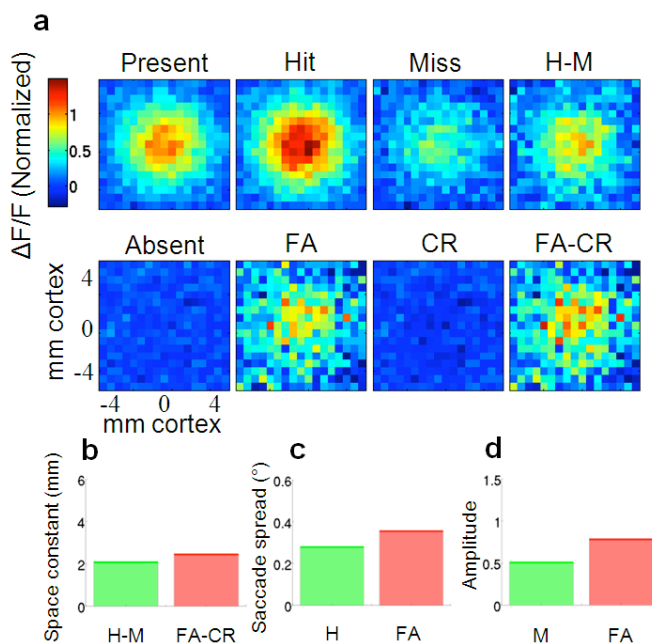 a
Present Hit Miss H-M
ΔF/F (Normalized)
1
0.5
0
Absent FA CR FA-CR
mm cortex
4
0
-4
-4 0 4
mm cortex
b c d
Space constant (mm)
6
4
2
0
H-M FA-CR
Saccade spread (°)
0.6
0.4
0.2
0
H FA
Amplitude
1.5
1
0.5
0
M FA